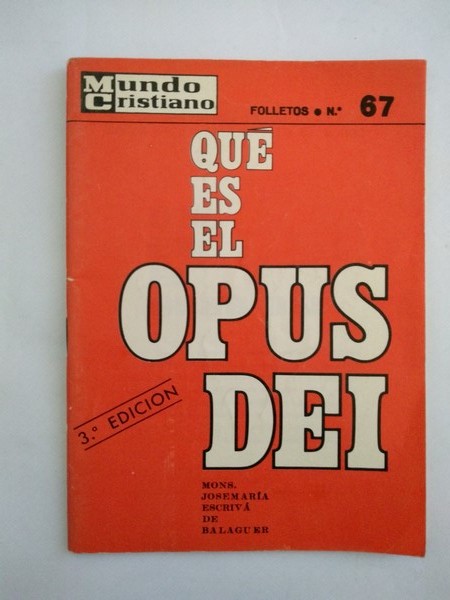 Mundo
Cristiano
FOLLETOS ● N.º 67
QUÉ
ES
EL
OPUS
DEI
3.ª EDICION
MONS.
JOSEMARÍA
ESCRIVÁ
DE
BALAGUER